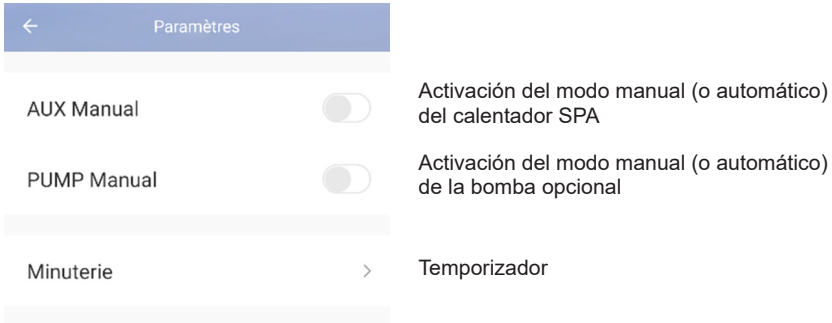 Paramètres
AUX Manual
Activación del modo manual (o automático)
del calentador SPA
PUMP Manual
Activación del modo manual (o automático)
de la bomba opcional
Minuterie
Temporizador